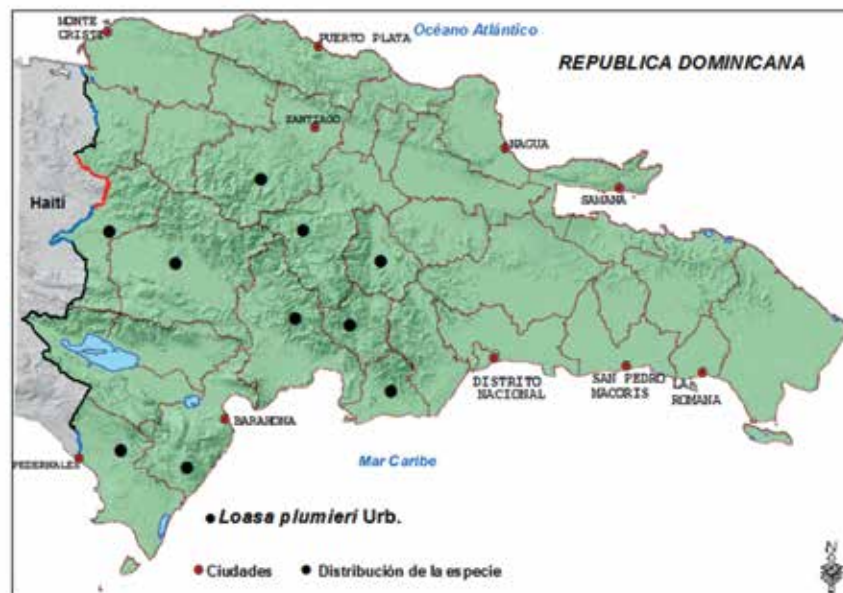 MONTE
CRISTI
PUERTO PLATA
Océano Atlántico
REPUBLICA DOMINICANA
SANTIAGO
NAGUA
SAMANA
Haití
DISTRITO
NACIONAL
SAN PEDRO
MACORIS
LA
ROMANA
BARAHONA
PEDERNALES
Mar Caribe
Loasa plumieri Urb.
Ciudades
Distribución de la especie
N